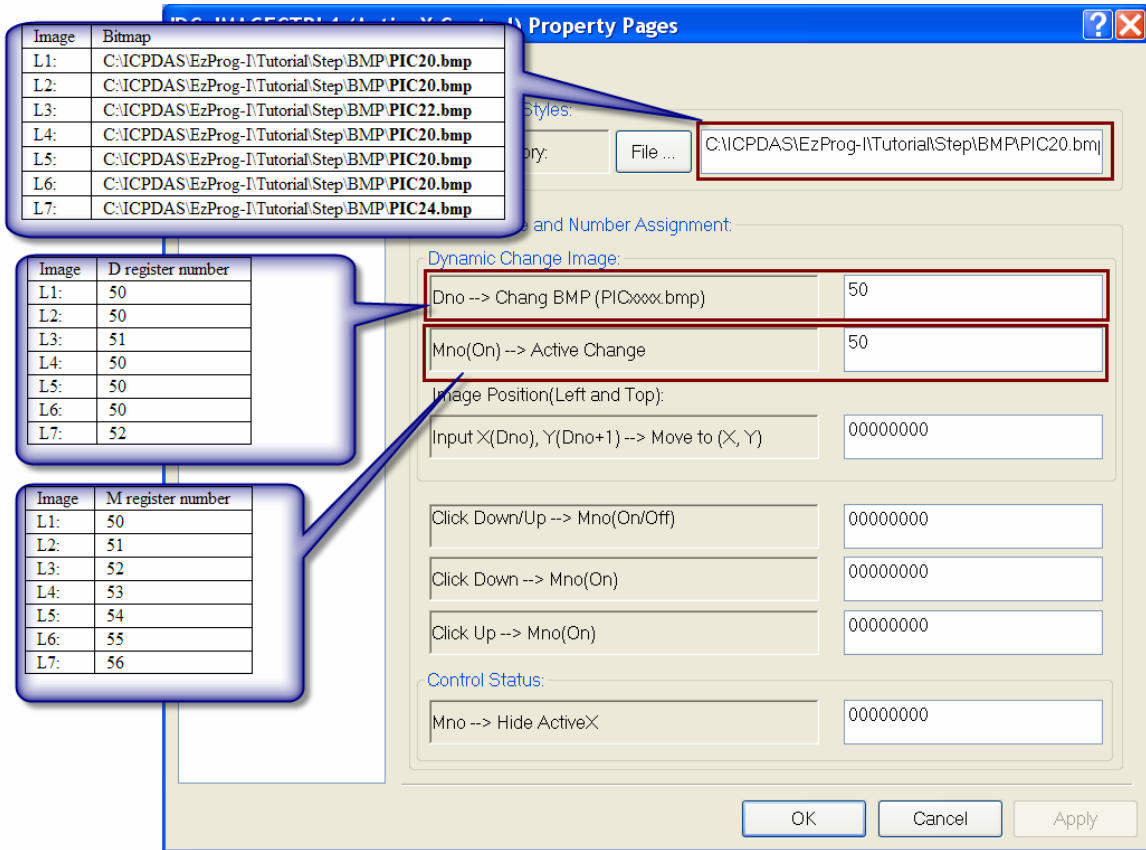 Property Pages
Image Bitmap
L1: C:\ICPDAS\EzProg-I\Tutorial\Step\BMP\PIC20.bmp
L2: C:\ICPDAS\EzProg-I\Tutorial\Step\BMP\PIC20.bmp
L3: C:\ICPDAS\EzProg-I\Tutorial\Step\BMP\PIC22.bmp
L4: C:\ICPDAS\EzProg-I\Tutorial\Step\BMP\PIC20.bmp
L5: C:\ICPDAS\EzProg-I\Tutorial\Step\BMP\PIC20.bmp
L6: C:\ICPDAS\EzProg-I\Tutorial\Step\BMP\PIC20.bmp
L7: C:\ICPDAS\EzProg-I\Tutorial\Step\BMP\PIC24.bmp
Styles:
File ... C:\ICPDAS\EzProg-I\Tutorial\Step\BMP\PIC20.bmp
and Number Assignment:
Image D register number
L1: 50
L2: 50
L3: 51
L4: 50
L5: 50
L6: 50
L7: 52
Dynamic Change Image:
Dno --> Chang BMP (PICxxxx.bmp) 50
Mno(On) --> Active Change 50
Image Position(Left and Top):
Input X(Dno), Y(Dno+1) --> Move to (X, Y) 00000000
Image M register number
L1: 50
L2: 51
L3: 52
L4: 53
L5: 54
L6: 55
L7: 56
Click Down/Up --> Mno(On/Off) 00000000
Click Down --> Mno(On) 00000000
Click Up --> Mno(On) 00000000
Control Status:
Mno --> Hide ActiveX 00000000
OK Cancel Apply